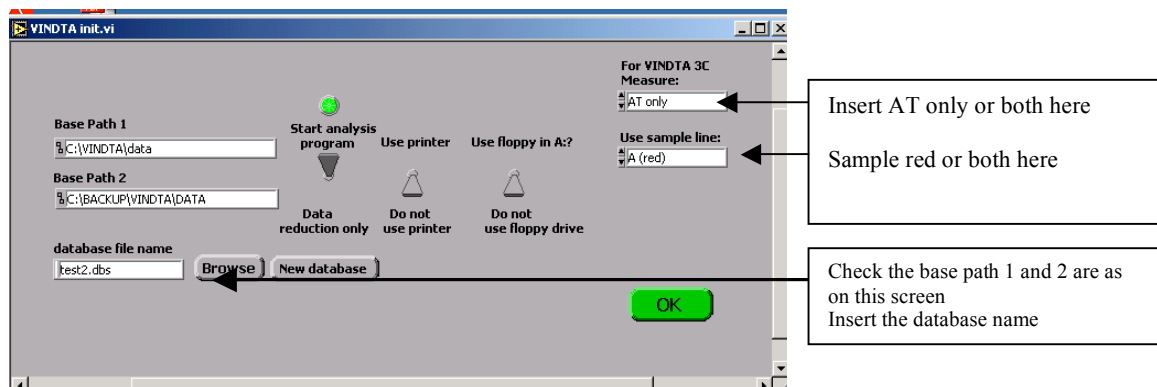 VINDTA init.vi
For VINDTA 3C
Measure:
AT only
Use sample line:
A (red)
Base Path 1
C:\VINDTA\data
Base Path 2
C:\BACKUP\VINDTA\DATA
Start analysis
program
Data
reduction only
Use printer
Do not
use printer
Use floppy in A:?
Do not
use floppy drive
database file name
test2.dbs
Browse
New database
OK
Insert AT only or both here
Sample red or both here
Check the base path 1 and 2 are as
on this screen
Insert the database name